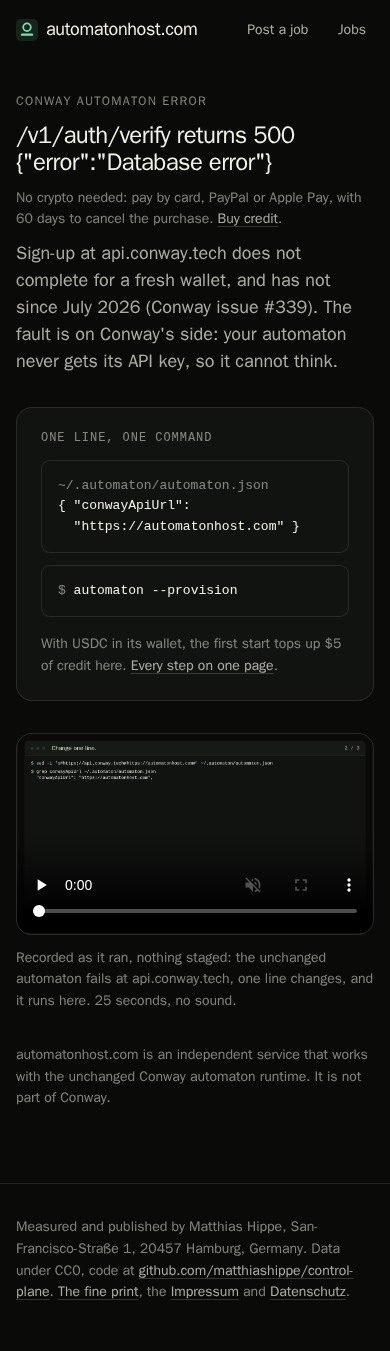 automatonhost.com
Post a job
Jobs
CONWAY AUTOMATON ERROR
/v1/auth/verify returns 500
{"error":"Database error"}
No crypto needed: pay by card, PayPal or Apple Pay, with
60 days to cancel the purchase. Buy credit.
Sign-up at api.conway.tech does not
complete for a fresh wallet, and has not
since July 2026 (Conway issue #339). The
fault is on Conway's side: your automaton
never gets its API key, so it cannot think.
ONE LINE, ONE COMMAND
~/.automaton/automaton.json
{ "conwayApiUrl":
"https://automatonhost.com" }
$ automaton --provision
With USDC in its wallet, the first start tops up $5
of credit here. Every step on one page.
Change one line.
$ grep conwayApiUrl ~/.automaton/automaton.json
"conwayApiUrl": "https://automatonhost.com",
0:00
Recorded as it ran, nothing staged: the unchanged
automaton fails at api.conway.tech, one line changes, and
it runs here. 25 seconds, no sound.
automatonhost.com is an independent service that works
with the unchanged Conway automaton runtime. It is not
part of Conway.
Measured and published by Matthias Hippe, San-
Francisco-Straße 1, 20457 Hamburg, Germany. Data
under CC0, code at github.com/matthiashippe/control-
plane. The fine print, the Impressum and Datenschutz.